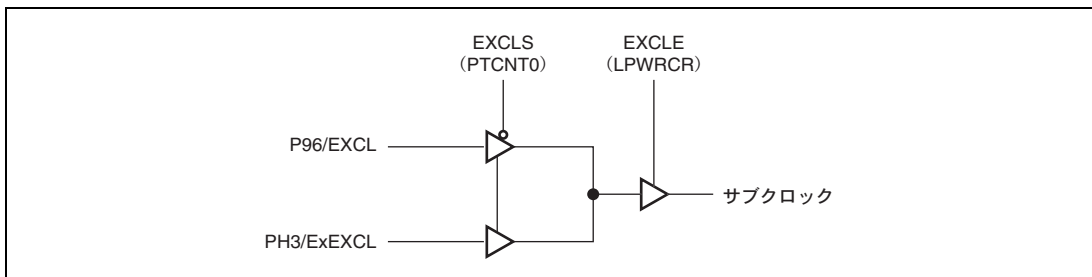 EXCLS
（PTCNT0）
EXCLE
（LPWRCR）
P96/EXCL
サブクロック
PH3/ExEXCL